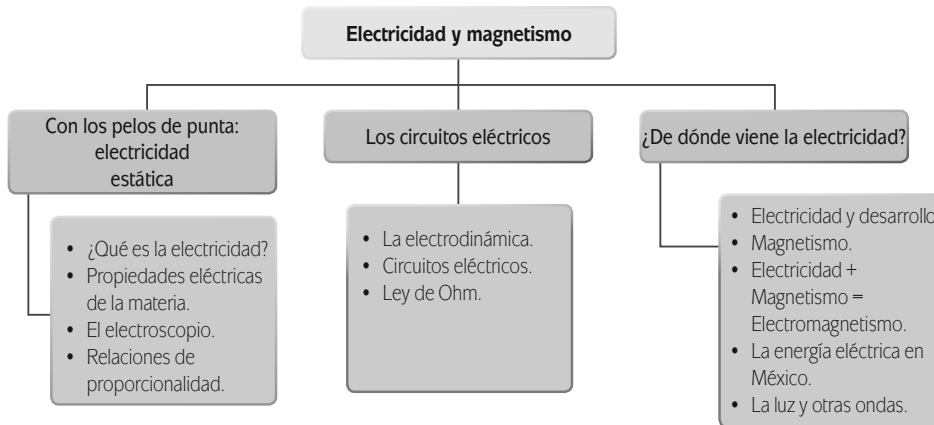 Electricidad y magnetismo
Con los pelos de punta:
electricidad
estática
• ¿Qué es la electricidad?
• Propiedades eléctricas
de la materia.
• El electroscopio.
• Relaciones de
proporcionalidad.
Los circuitos eléctricos
• La electrodinámica.
• Circuitos eléctricos.
• Ley de Ohm.
¿De dónde viene la electricidad?
• Electricidad y desarrollo
• Magnetismo.
• Electricidad +
Magnetismo =
Electromagnetismo.
• La energía eléctrica en
México.
• La luz y otras ondas.